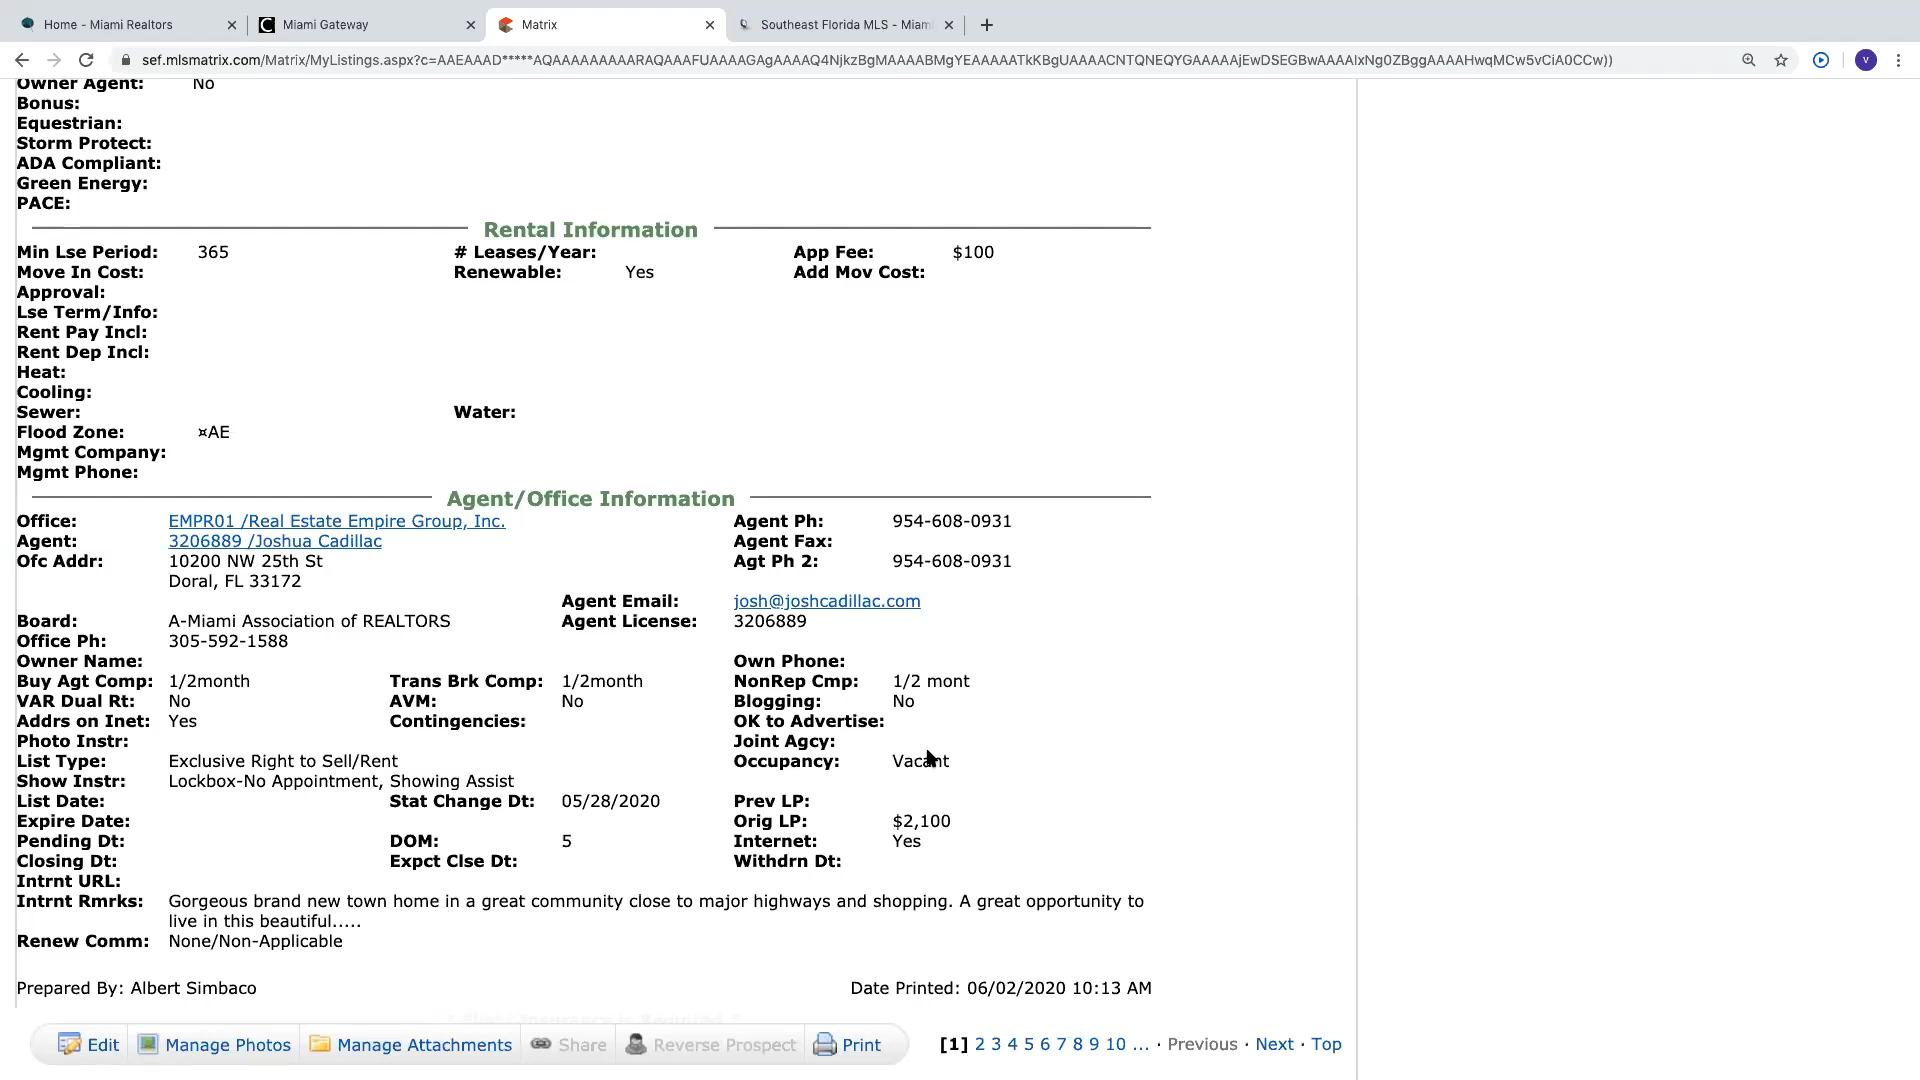 Home - Miami Realtors
Miami Gateway
Matrix
Southeast Florida MLS - Miam
sef.mlsmatrix.com/Matrix/MyListings.aspx?c=AAEAAAD*****AQAAAAAAAAARAQAAAFUAAAAGAgAAAAQ4NjkzBgMAAAABMgYEAAAAATkKBgUAAAACNTQNEQYGAAAAAjEwDSEGBwAAAAIxNg0ZBggAAAAHwqMCw5vCiA0CCw))
V
Owner Agent: No
Bonus:
Equestrian:
Storm Protect:
ADA Compliant:
Green Energy:
PACE:
Rental Information
Min Lse Period: 365 # Leases/Year: App Fee: $100
Move In Cost: Renewable: Yes Add Mov Cost:
Approval:
Lse Term/Info:
Rent Pay Incl:
Rent Dep Incl:
Heat:
Cooling:
Sewer: Water:
Flood Zone: ¤AE
Mgmt Company:
Mgmt Phone:
Agent/Office Information
Office: EMPR01 /Real Estate Empire Group, Inc. Agent Ph: 954-608-0931
Agent: 3206889 /Joshua Cadillac Agent Fax:
Ofc Addr: 10200 NW 25th St Agt Ph 2: 954-608-0931
Doral, FL 33172
Agent Email: josh@joshcadillac.com
Board: A-Miami Association of REALTORS Agent License: 3206889
Office Ph: 305-592-1588
Owner Name: Own Phone:
Buy Agt Comp: 1/2month Trans Brk Comp: 1/2month NonRep Cmp: 1/2 mont
VAR Dual Rt: No AVM: No Blogging: No
Addrs on Inet: Yes Contingencies: OK to Advertise:
Photo Instr: Joint Agcy:
List Type: Exclusive Right to Sell/Rent Occupancy: Vacant
Show Instr: Lockbox-No Appointment, Showing Assist
List Date: Stat Change Dt: 05/28/2020 Prev LP:
Expire Date: Orig LP: $2,100
Pending Dt: DOM: 5 Internet: Yes
Closing Dt: Expct Clse Dt: Withdrn Dt:
Intrnt URL:
Intrnt Rmrks: Gorgeous brand new town home in a great community close to major highways and shopping. A great opportunity to
live in this beautiful.....
Renew Comm: None/Non-Applicable
Prepared By: Albert Simbaco Date Printed: 06/02/2020 10:13 AM
Edit Manage Photos Manage Attachments Share Reverse Prospect Print [1] 2 3 4 5 6 7 8 9 10 ... · Previous · Next · Top